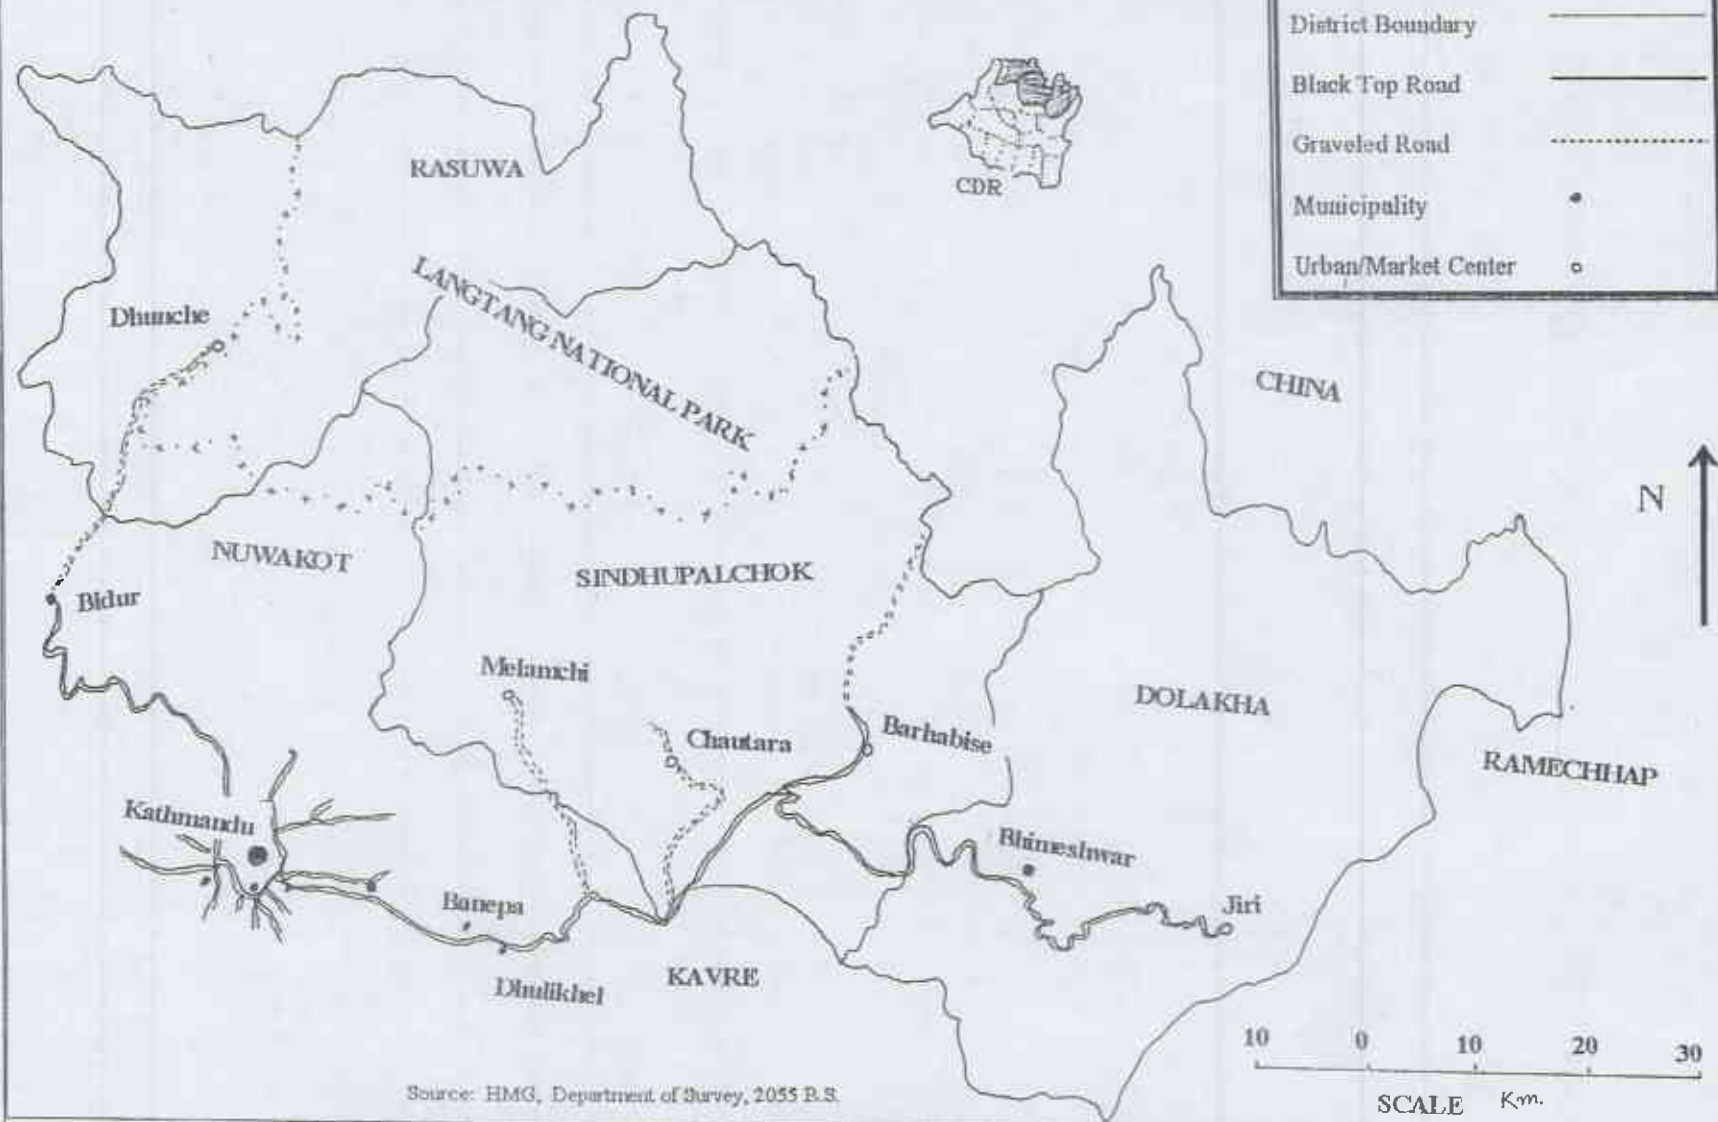 District Boundary
Black Top Road
Graveled Road
Municipality
Urban/Market Center
CDR
RASUWA
LANGTANG NATIONAL PARK
Dhunche
CHINA
N
NUWAKOT
SINDHUPALCHOK
Bidur
Melamchi
Chautara
Barhabise
DOLAKHA
RAMECHHAP
Kathmandu
Bhimeshwar
Banepa
Jiri
Dhulikhel
KAVRE
10 0 10 20 30
SCALE Km.
Source: HMG, Department of Survey, 2055 B.S.